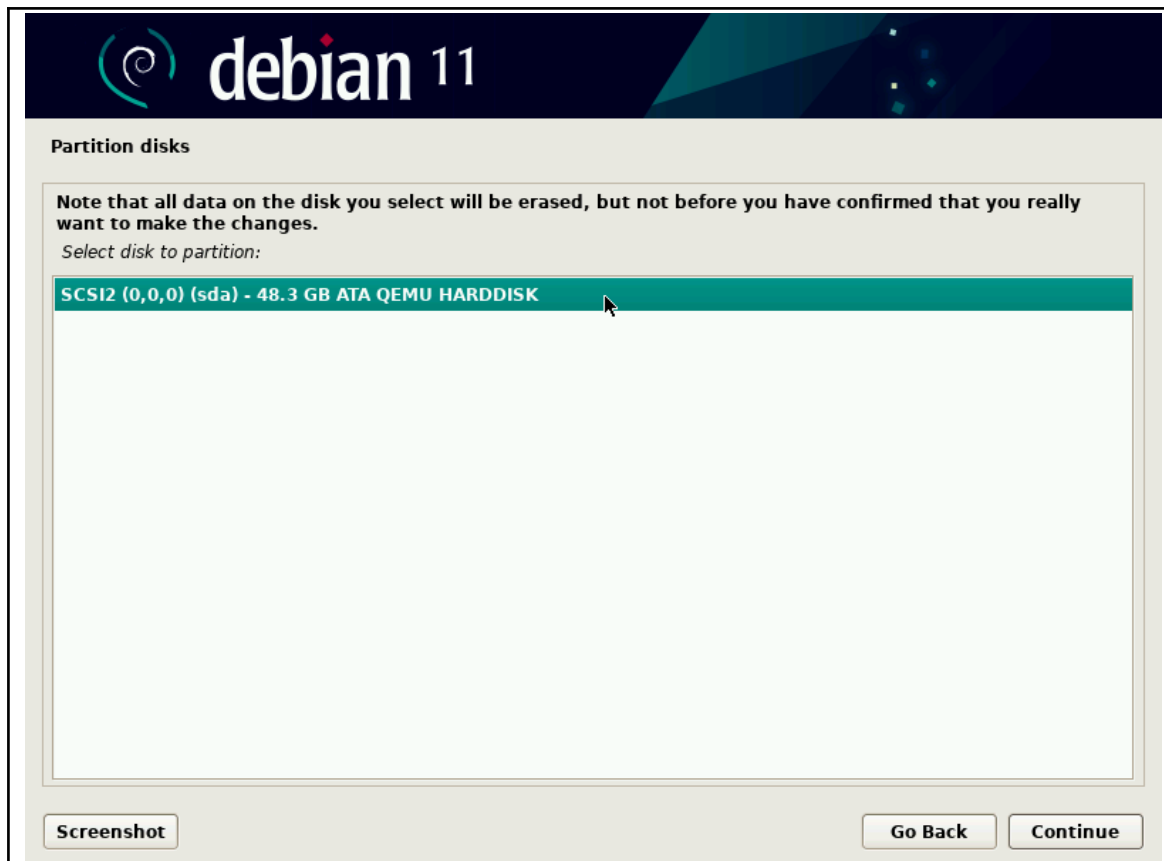 debian 11
Partition disks
Note that all data on the disk you select will be erased, but not before you have confirmed that you really
want to make the changes.
Select disk to partition:
SCSI2 (0,0,0) (sda) - 48.3 GB ATA QEMU HARDDISK
Screenshot
Go Back
Continue